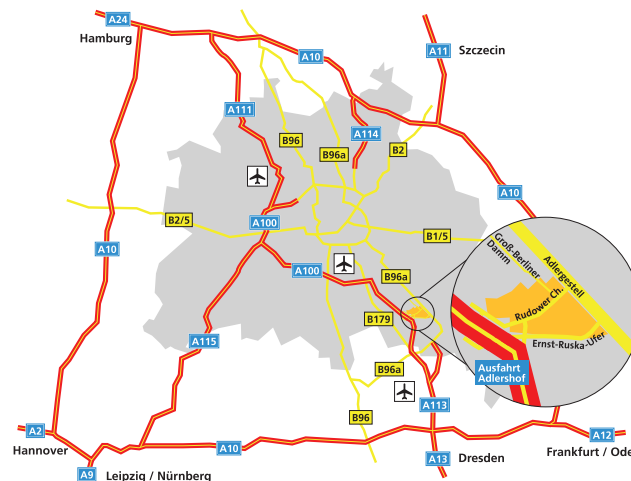 A24
Hamburg
A10
A11
Szczecin
A111
B96
B96a
A114
B2
A10
B2/5
A100
B1/5
A10
A100
B96a
Groß-Berliner
Damm
Adlergestell
Rudower Ch.
Ernst-Ruska-Ufer
Ausfahrt
Adlershof
B179
A115
B96a
A113
B96
A2
Hannover
A9
Leipzig / Nürnberg
A10
A13
Dresden
A12
Frankfurt / Ode